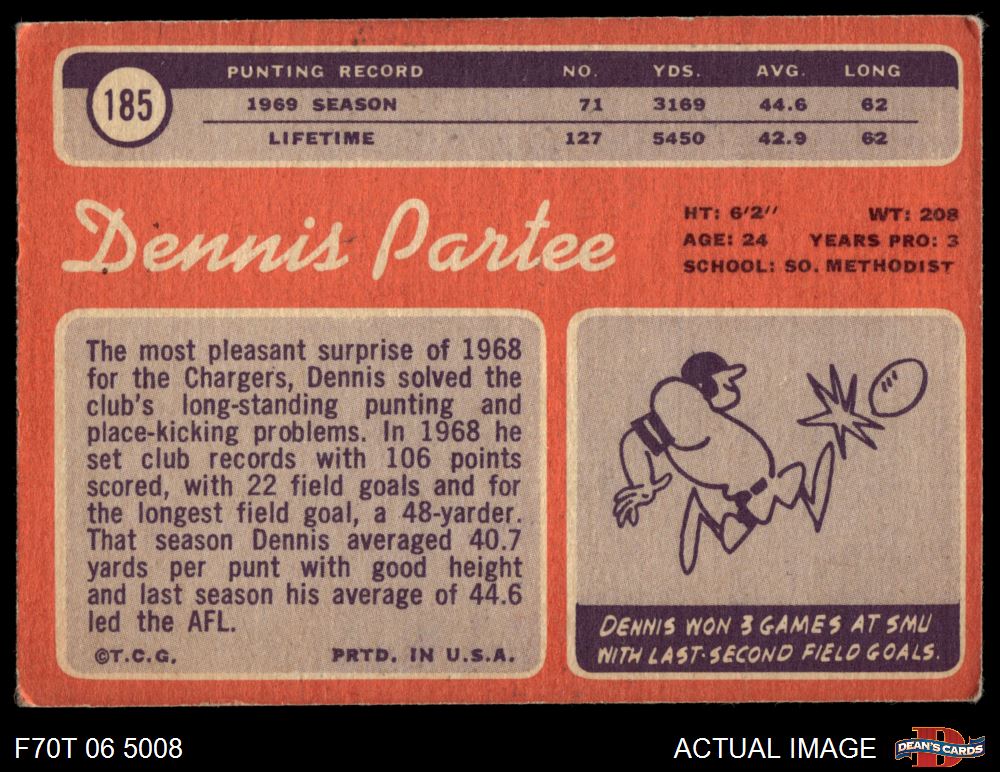 185
PUNTING RECORD NO. YDS. AVG. LONG
1969 SEASON 71 3169 44.6 62
LIFETIME 127 5450 42.9 62
Dennis Partee
HT: 6'2" WT: 208
AGE: 24 YEARS PRO: 3
SCHOOL: SO. METHODIST
The most pleasant surprise of 1968
for the Chargers, Dennis solved the
club's long-standing punting and
place-kicking problems. In 1968 he
set club records with 106 points
scored, with 22 field goals and for
the longest field goal, a 48-yarder.
That season Dennis averaged 40.7
yards per punt with good height
and last season his average of 44.6
led the AFL.
©T.C.G. PRTD. IN U.S.A.
DENNIS WON 3 GAMES AT SMU
WITH LAST-SECOND FIELD GOALS.
F70T 06 5008
ACTUAL IMAGE
D
DEAN'S CARDS